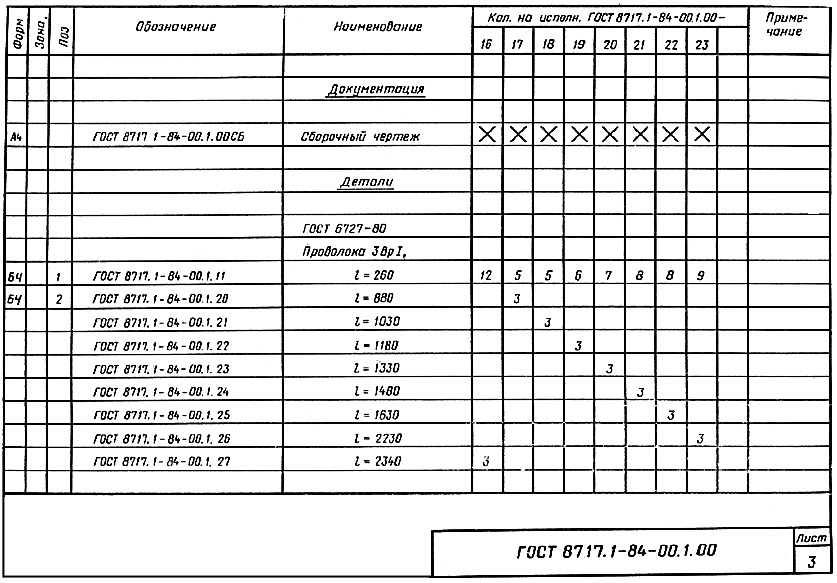 Форм Зона. Поз Обозначение Наименование Кол. на исполн. ГОСТ 8717.1-84-00.1.00- Приме-
чание
16 17 18 19 20 21 22 23
Документация
А4 ГОСТ 8717 1-84-00.1.00СБ Сборочный чертеж X X X X X X X X
Детали
ГОСТ 6727-80
Проволока 3ВрI,
БЧ 1 ГОСТ 8717.1-84-00.1.11 l = 260 12 5 5 6 7 8 8 9
БЧ 2 ГОСТ 8717.1-84-00.1.20 l = 880 3
ГОСТ 8717.1-84-00.1.21 l = 1030 3
ГОСТ 8717.1-84-00.1.22 l = 1180 3
ГОСТ 8717.1-84-00.1.23 l = 1330 3
ГОСТ 8717.1-84-00.1.24 l = 1480 3
ГОСТ 8717.1-84-00.1.25 l = 1630 3
ГОСТ 8717.1-84-00.1.26 l = 2230 3
ГОСТ 8717.1-84-00.1.27 l = 2340 3
ГОСТ 8717.1-84-00.1.00 Лист
3